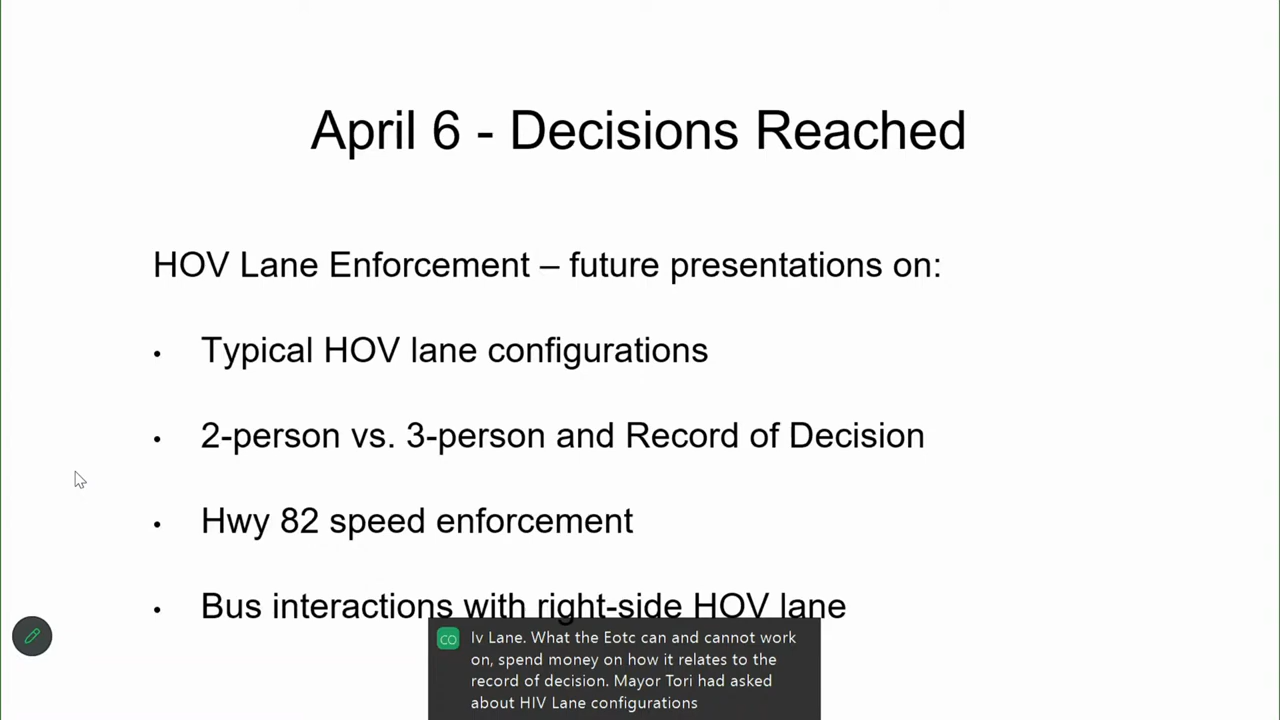 April 6 - Decisions Reached
HOV Lane Enforcement – future presentations on:
• Typical HOV lane configurations
• 2-person vs. 3-person and Record of Decision
• Hwy 82 speed enforcement
• Bus interactions with right-side HOV lane
CO
Iv Lane. What the Eotc can and cannot work
on, spend money on how it relates to the
record of decision. Mayor Tori had asked
about HIV Lane configurations